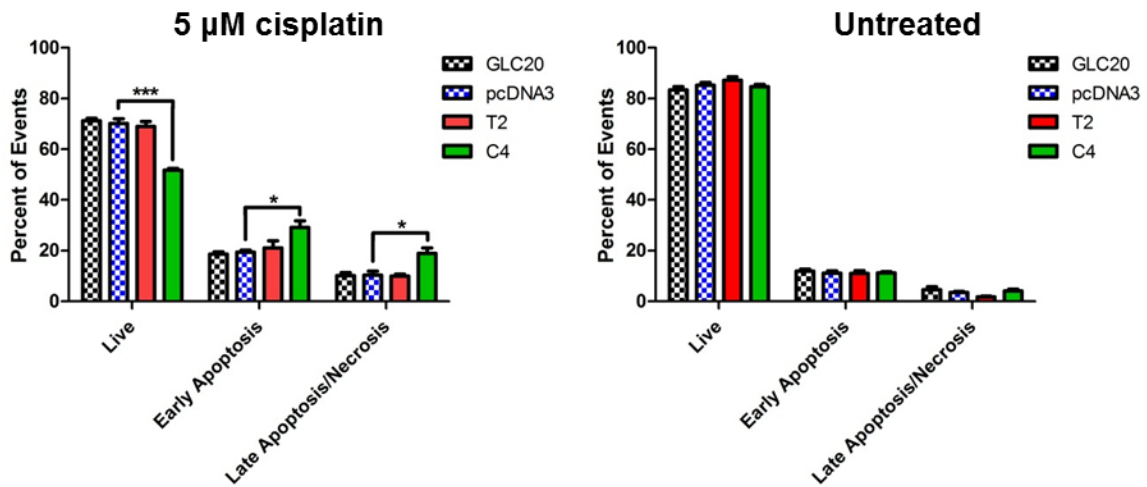 5 µM cisplatin
Percent of Events
100
80
60
40
20
0
***
*
*
GLC20
pcDNA3
T2
C4
Live
Early Apoptosis
Late Apoptosis/Necrosis
Untreated
Percent of Events
100
80
60
40
20
0
GLC20
pcDNA3
T2
C4
Live
Early Apoptosis
Late Apoptosis/Necrosis